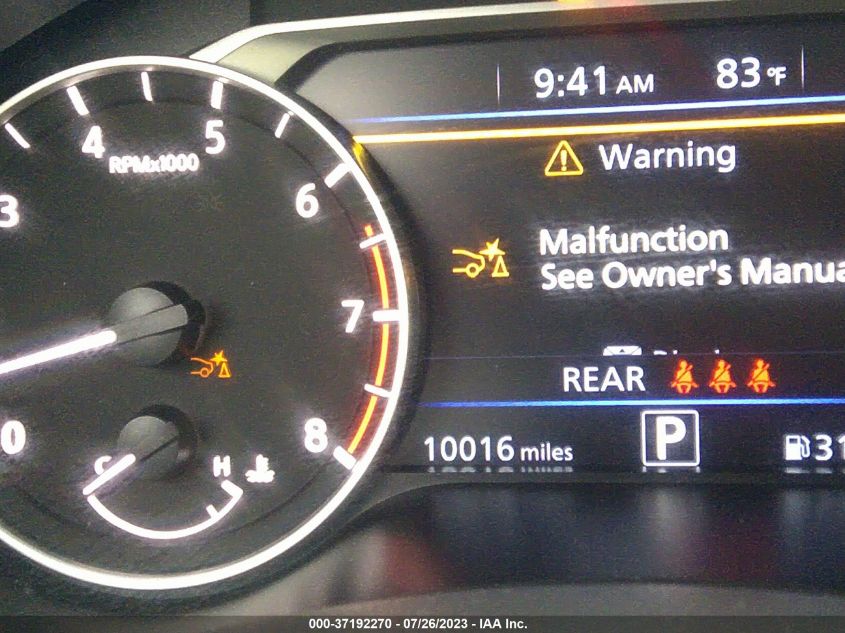 9:41 AM 83°F
4 5
RPMx1000
Warning
3 6
Malfunction
See Owner's Manua
7
REAR
0 8
C H
10016 miles P 31
000-37192270 - 07/26/2023 - IAA Inc.